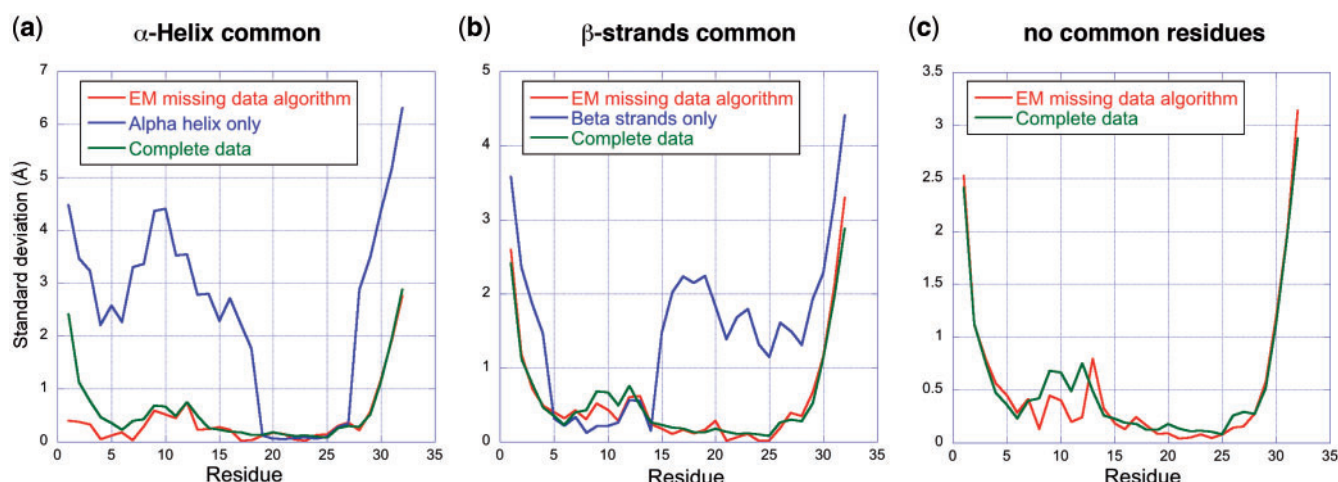 (a) α-Helix common
Standard deviation (Å)
7
6
5
4
3
2
1
0
EM missing data algorithm
Alpha helix only
Complete data
0 5 10 15 20 25 30 35
Residue
(b) β-strands common
5
4
3
2
1
0
EM missing data algorithm
Beta strands only
Complete data
0 5 10 15 20 25 30 35
Residue
(c) no common residues
3.5
3
2.5
2
1.5
1
0.5
0
EM missing data algorithm
Complete data
0 5 10 15 20 25 30 35
Residue